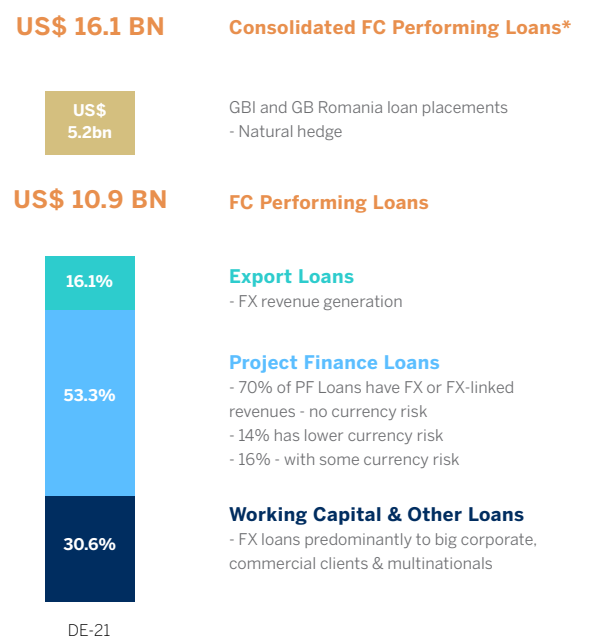 US$ 16.1 BN
Consolidated FC Performing Loans*
US$
5.2bn
GBI and GB Romania loan placements
- Natural hedge
US$ 10.9 BN
FC Performing Loans
16.1%
Export Loans
- FX revenue generation
53.3%
Project Finance Loans
- 70% of PF Loans have FX or FX-linked
revenues - no currency risk
- 14% has lower currency risk
- 16% - with some currency risk
30.6%
Working Capital & Other Loans
- FX loans predominantly to big corporate,
commercial clients & multinationals
DE-21